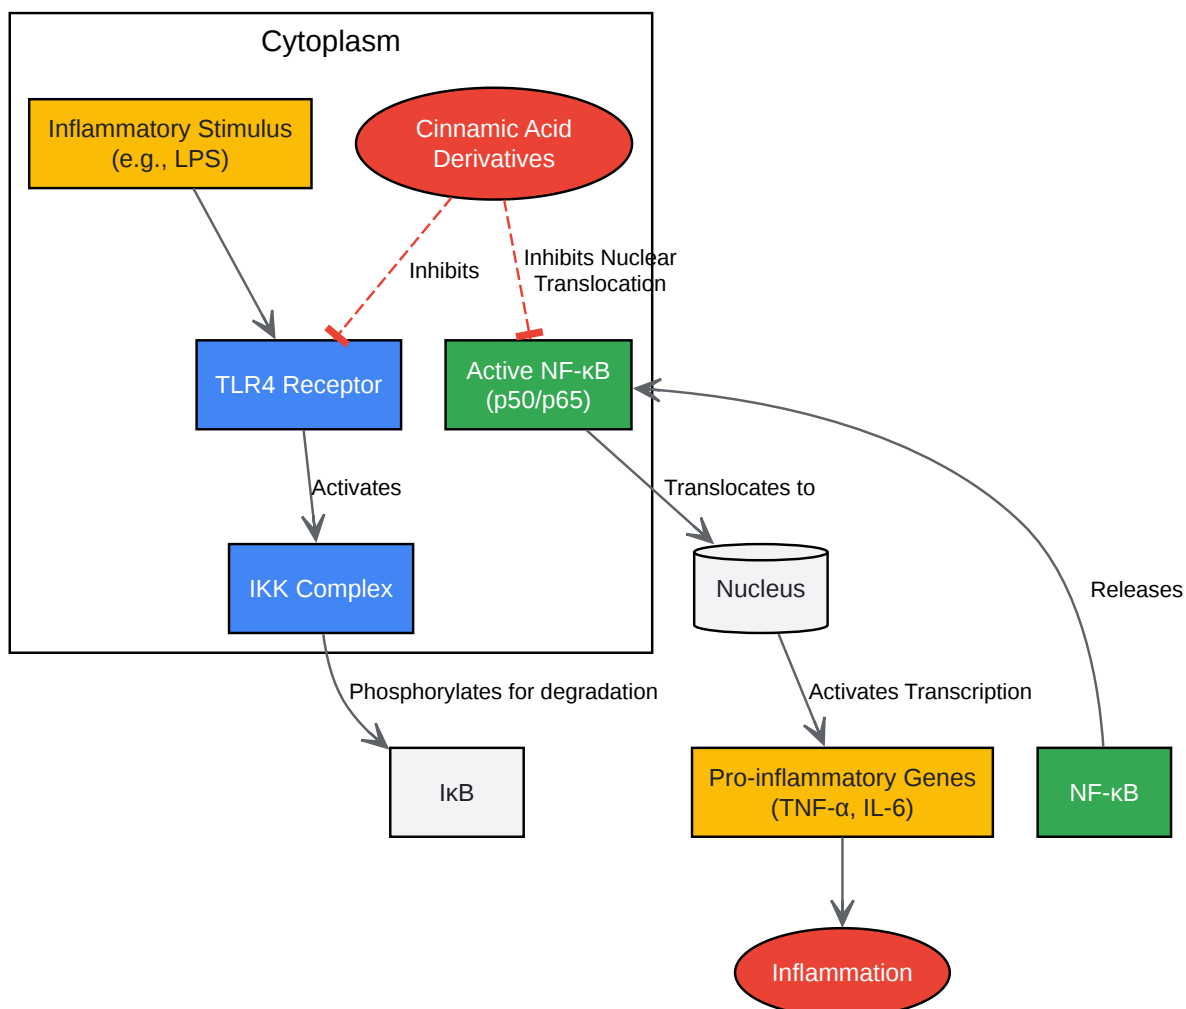 Cytoplasm
Inflammatory Stimulus
(e.g., LPS)
Cinnamic Acid
Derivatives
Inhibits
Inhibits Nuclear
Translocation
TLR4 Receptor
Active NF-κB
(p50/p65)
Activates
Translocates to
IKK Complex
Nucleus
Releases
Phosphorylates for degradation
Activates Transcription
IκB
Pro-inflammatory Genes
(TNF-α, IL-6)
NF-κB
Inflammation